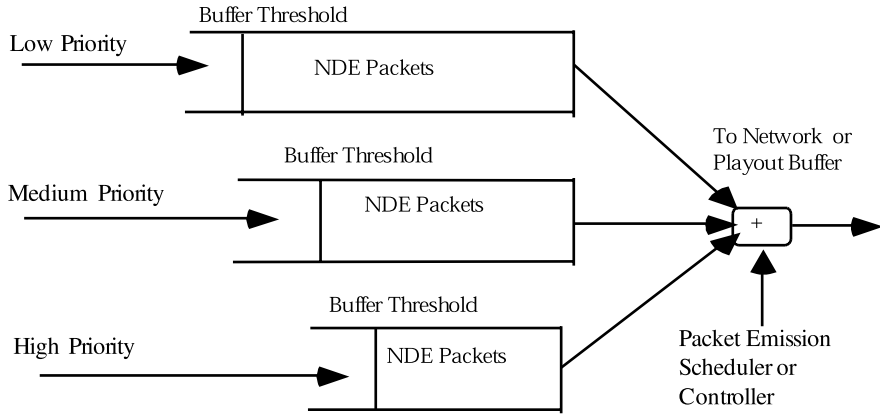 Buffer Threshold
Low Priority
NDE Packets
To Network or
Playout Buffer
Buffer Threshold
Medium Priority
NDE Packets
+
Buffer Threshold
High Priority
NDE Packets
Packet Emission
Scheduler or
Controller